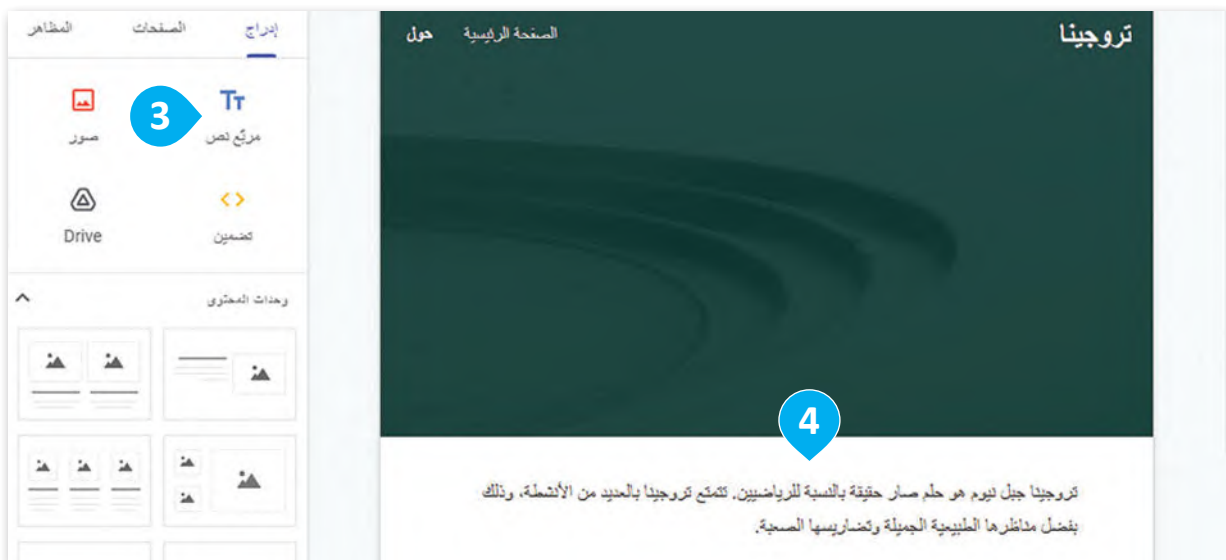 تروجينا
الصفحة الرئيسية حول
إدراج الصفحات المظاهر
3
مربّع نص صور
تضمين Drive
وحدات المحتوى
4
تروجينا جبل نيوم هو حلم صار حقيقة بالنسبة للرياضيين. تتمتع تروجينا بالعديد من الأنشطة، وذلك
بفضل مناظرها الطبيعية الجميلة وتضاريسها الصعبة.